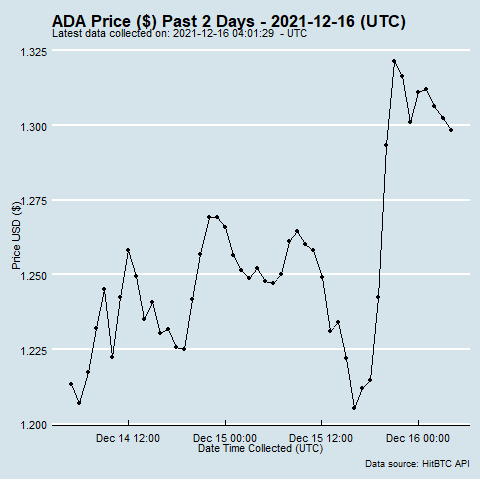 ADA Price ($) Past 2 Days - 2021-12-16 (UTC)
Latest data collected on: 2021-12-16 04:01:29  - UTC
1.325
1.300
1.275
1.250
1.225
1.200
Price USD ($)
Dec 14 12:00
Dec 15 00:00
Dec 15 12:00
Dec 16 00:00
Date Time Collected (UTC)
Data source: HitBTC API